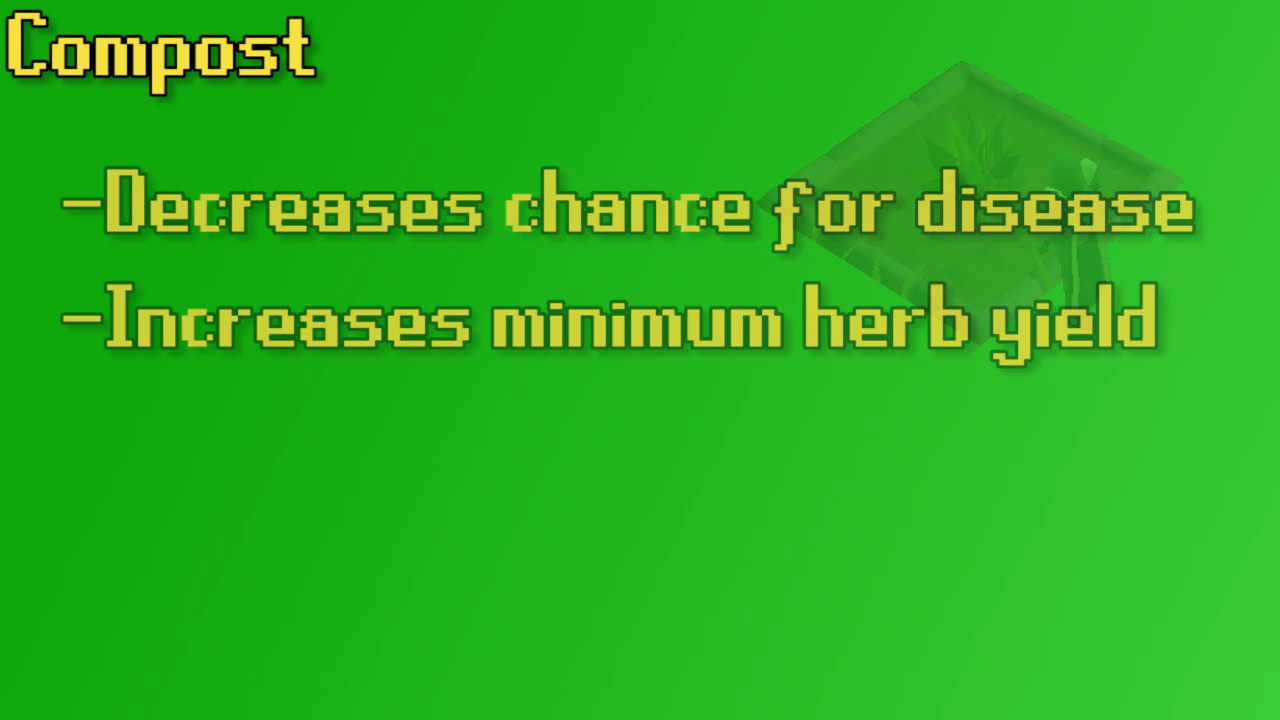 Compost
-Decreases chance for disease
-Increases minimum herb yield